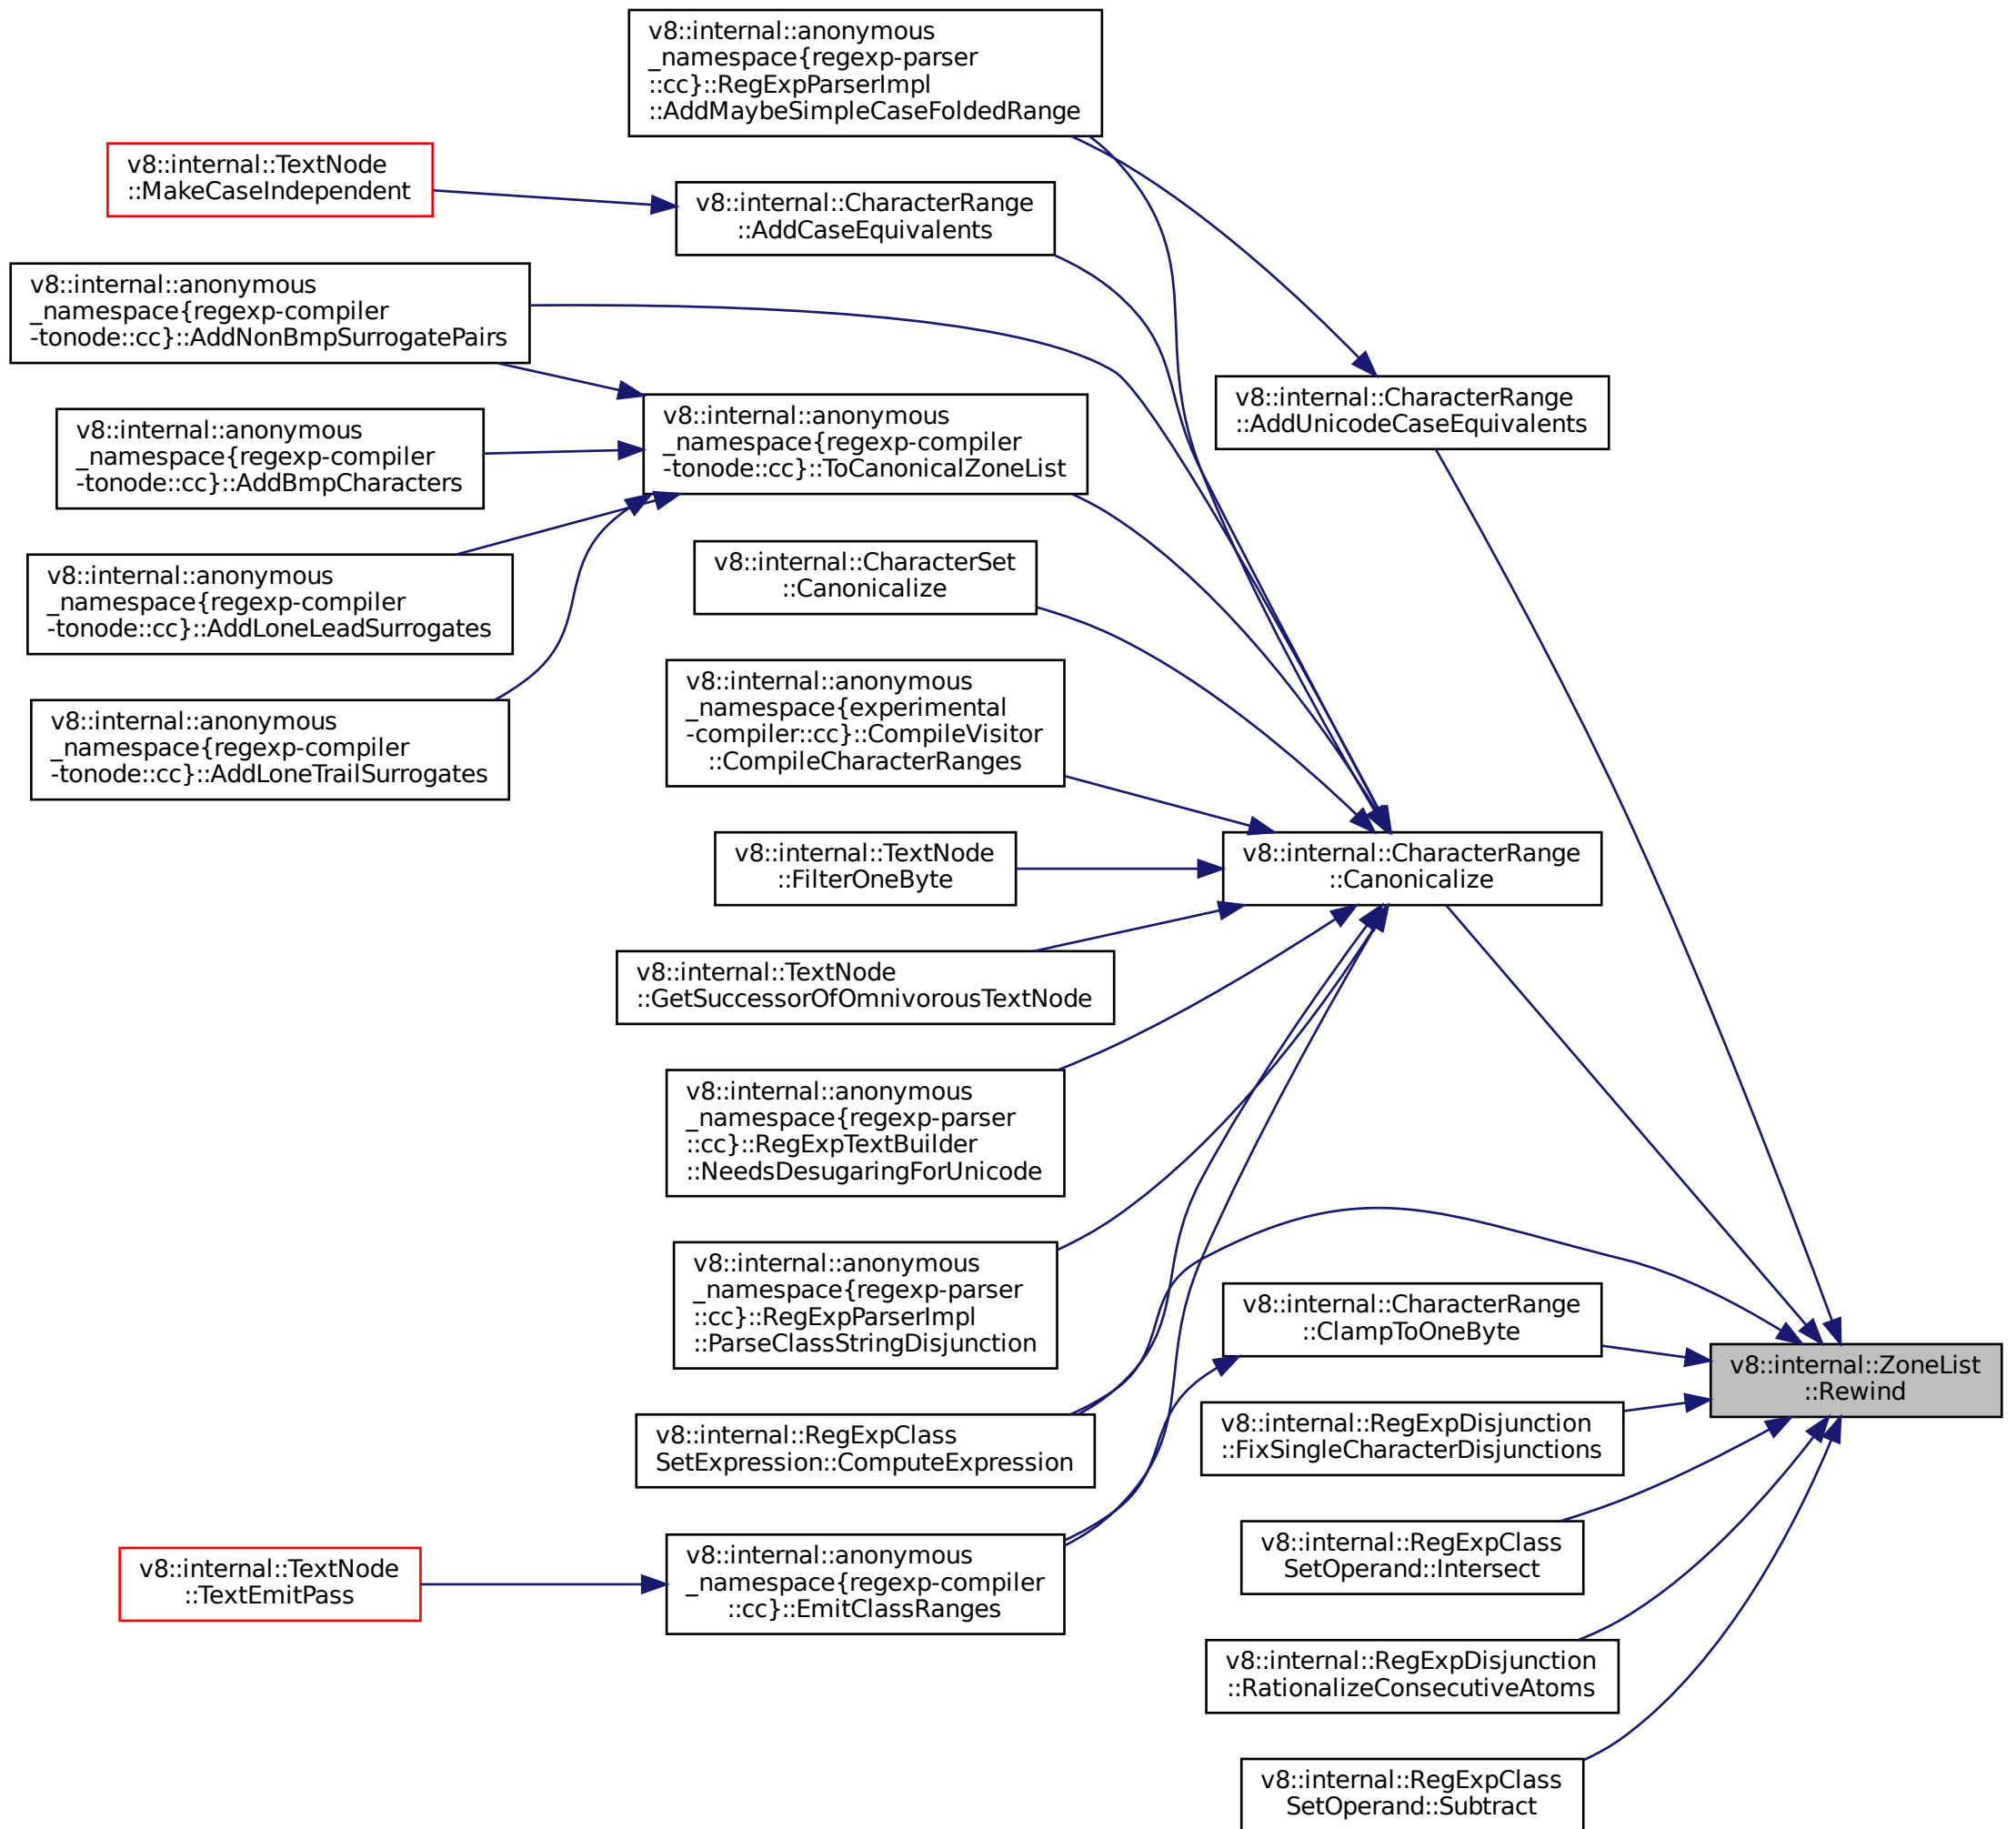 v8::internal::anonymous
_namespace{regexp-parser
::cc}::RegExpParserImpl
::AddMaybeSimpleCaseFoldedRange
v8::internal::TextNode
::MakeCaseIndependent
v8::internal::CharacterRange
::AddCaseEquivalents
v8::internal::anonymous
_namespace{regexp-compiler
-tonode::cc}::AddNonBmpSurrogatePairs
v8::internal::CharacterRange
::AddUnicodeCaseEquivalents
v8::internal::anonymous
_namespace{regexp-compiler
-tonode::cc}::ToCanonicalZoneList
v8::internal::anonymous
_namespace{regexp-compiler
-tonode::cc}::AddBmpCharacters
v8::internal::CharacterSet
::Canonicalize
v8::internal::anonymous
_namespace{regexp-compiler
-tonode::cc}::AddLoneLeadSurrogates
v8::internal::anonymous
_namespace{experimental
-compiler::cc}::CompileVisitor
::CompileCharacterRanges
v8::internal::anonymous
_namespace{regexp-compiler
-tonode::cc}::AddLoneTrailSurrogates
v8::internal::TextNode
::FilterOneByte
v8::internal::CharacterRange
::Canonicalize
v8::internal::TextNode
::GetSuccessorOfOmnivorousTextNode
v8::internal::anonymous
_namespace{regexp-parser
::cc}::RegExpTextBuilder
::NeedsDesugaringForUnicode
v8::internal::anonymous
_namespace{regexp-parser
::cc}::RegExpParserImpl
::ParseClassStringDisjunction
v8::internal::CharacterRange
::ClampToOneByte
v8::internal::ZoneList
::Rewind
v8::internal::RegExpClass
SetExpression::ComputeExpression
v8::internal::RegExpDisjunction
::FixSingleCharacterDisjunctions
v8::internal::RegExpClass
SetOperand::Intersect
v8::internal::TextNode
::TextEmitPass
v8::internal::anonymous
_namespace{regexp-compiler
::cc}::EmitClassRanges
v8::internal::RegExpDisjunction
::RationalizeConsecutiveAtoms
v8::internal::RegExpClass
SetOperand::Subtract